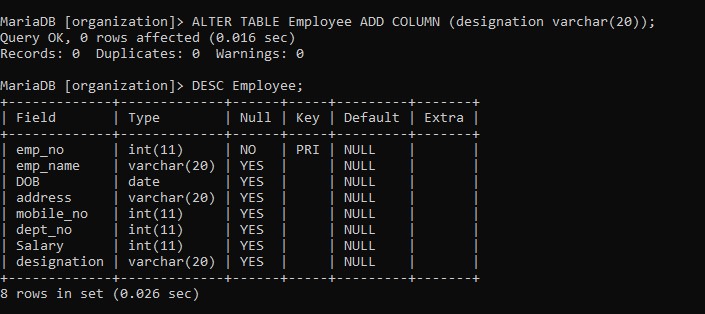 MariaDB [organization]> ALTER TABLE Employee ADD COLUMN (designation varchar(20));
Query OK, 0 rows affected (0.016 sec)
Records: 0  Duplicates: 0  Warnings: 0

MariaDB [organization]> DESC Employee;
+-------------+-------------+------+-----+---------+-------+
| Field       | Type        | Null | Key | Default | Extra |
+-------------+-------------+------+-----+---------+-------+
| emp_no      | int(11)     | NO   | PRI | NULL    |       |
| emp_name    | varchar(20) | YES  |     | NULL    |       |
| DOB         | date        | YES  |     | NULL    |       |
| address     | varchar(20) | YES  |     | NULL    |       |
| mobile_no   | int(11)     | YES  |     | NULL    |       |
| dept_no     | int(11)     | YES  |     | NULL    |       |
| Salary      | int(11)     | YES  |     | NULL    |       |
| designation | varchar(20) | YES  |     | NULL    |       |
+-------------+-------------+------+-----+---------+-------+
8 rows in set (0.026 sec)